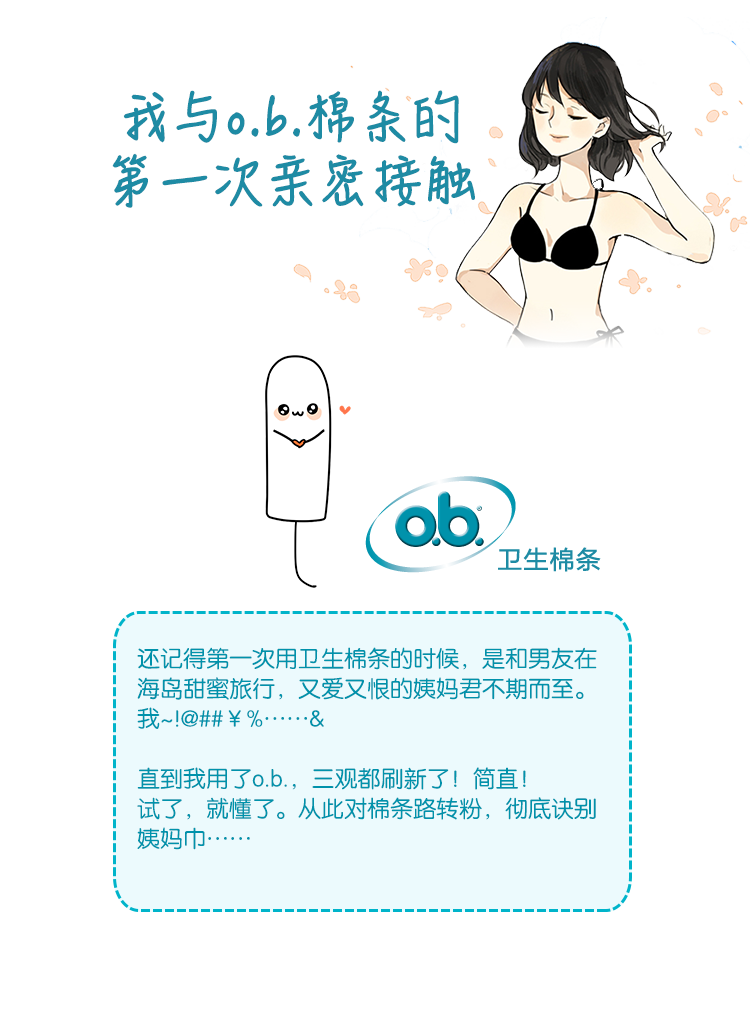 我与o.b.棉条的
第一次亲密接触
o.b.®
卫生棉条
还记得第一次用卫生棉条的时候，是和男友在
海岛甜蜜旅行，又爱又恨的姨妈君不期而至。
我~!@##￥%……&
直到我用了o.b.，三观都刷新了！简直！
试了，就懂了。从此对棉条路转粉，彻底诀别
姨妈巾……